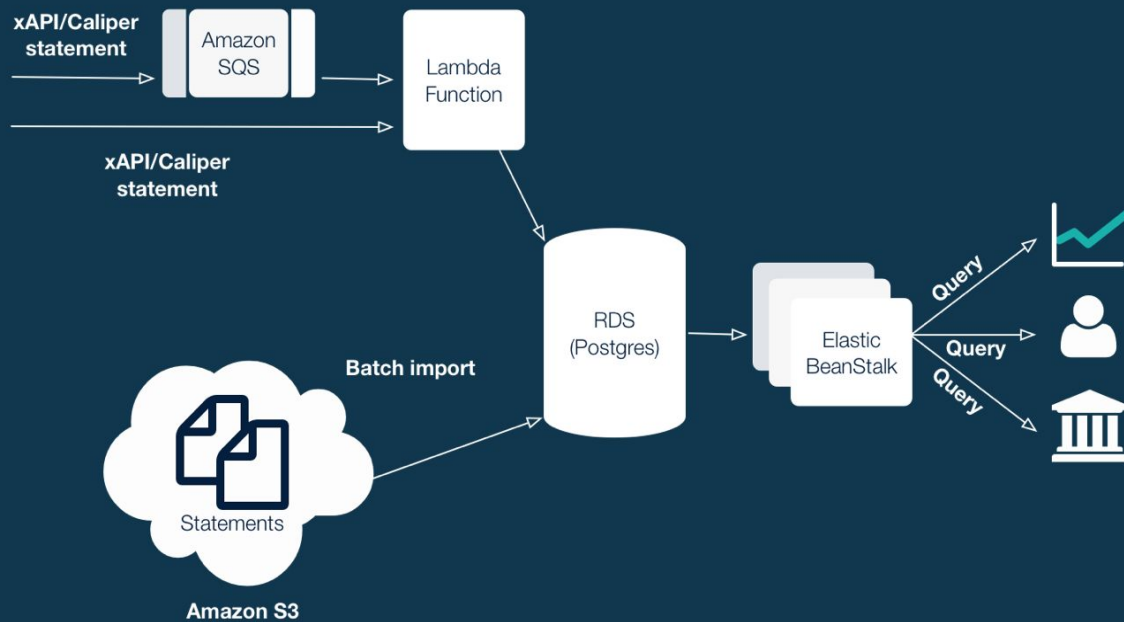 xAPI/Caliper
statement
Amazon
SQS
Lambda
Function
xAPI/Caliper
statement
RDS
(Postgres)
Elastic
BeanStalk
Query
Query
Query
Batch import
Statements
Amazon S3